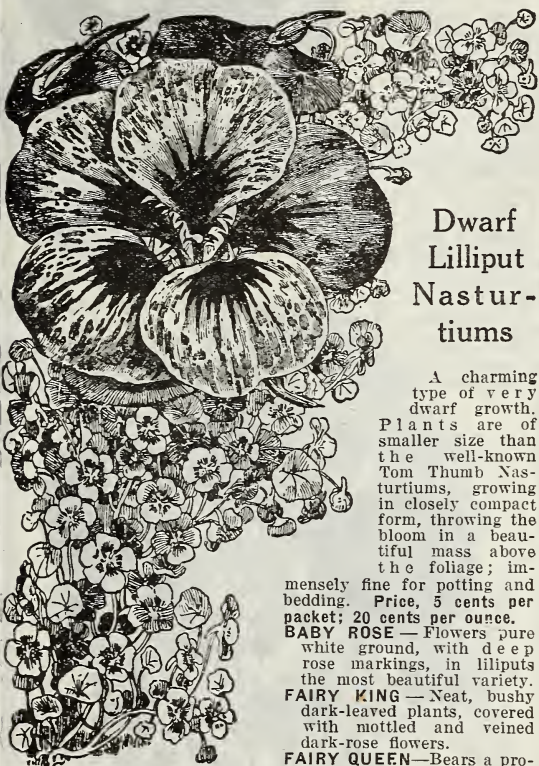 Dwarf
Lilliput
Nastur-
tiums
A charming
type of very
dwarf growth.
Plants are of
smaller size than
the well-known
Tom Thumb Nas-
turtiums, growing
in closely compact
form, throwing the
bloom in a beau-
tiful mass above
the foliage; im-
mensely fine for potting and
bedding. Price, 5 cents per
packet; 20 cents per ounce.
BABY ROSE — Flowers pure
white ground, with deep
rose markings, in liliputs
the most beautiful variety.
FAIRY KING — Neat, bushy
dark-leaved plants, covered
with mottled and veined
dark-rose flowers.
FAIRY QUEEN—Bears a pro-